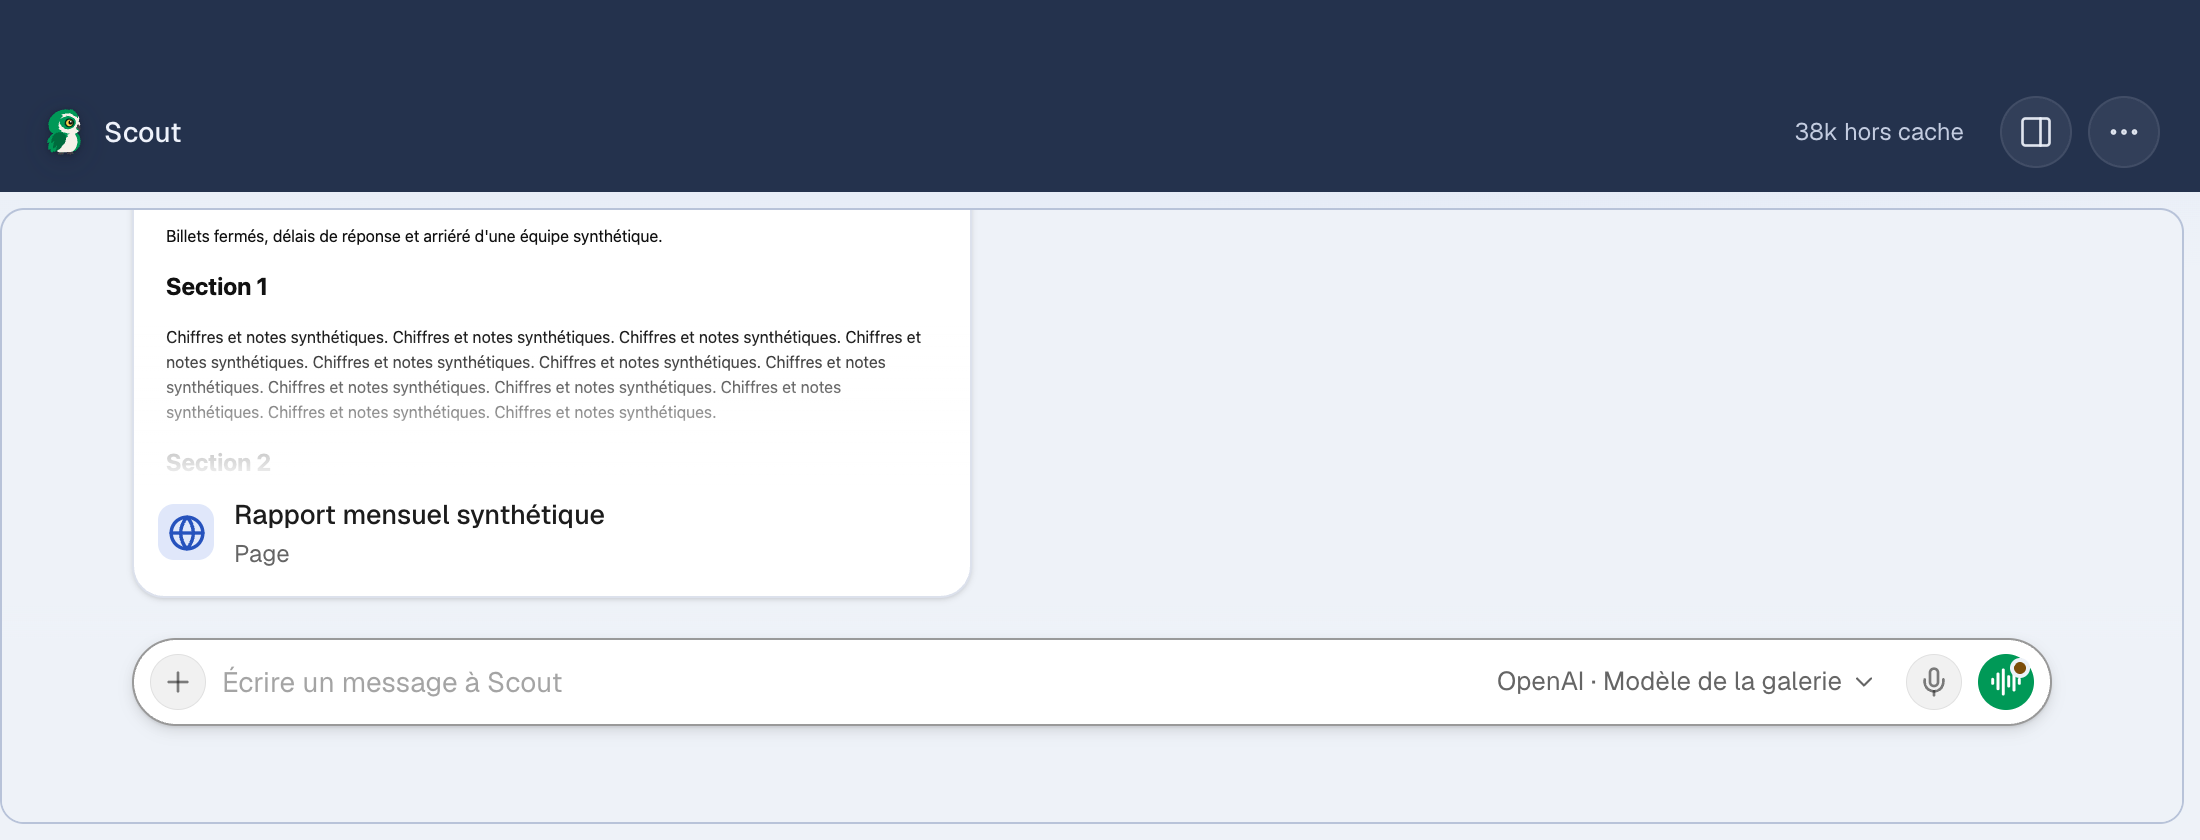 Scout
38k hors cache
Billets fermés, délais de réponse et arriéré d'une équipe synthétique.
Section 1
Chiffres et notes synthétiques. Chiffres et notes synthétiques. Chiffres et notes synthétiques. Chiffres et
notes synthétiques. Chiffres et notes synthétiques. Chiffres et notes synthétiques. Chiffres et notes
synthétiques. Chiffres et notes synthétiques. Chiffres et notes synthétiques. Chiffres et notes
synthétiques. Chiffres et notes synthétiques. Chiffres et notes synthétiques.
Section 2
Rapport mensuel synthétique
Page
Écrire un message à Scout
OpenAI · Modèle de la galerie